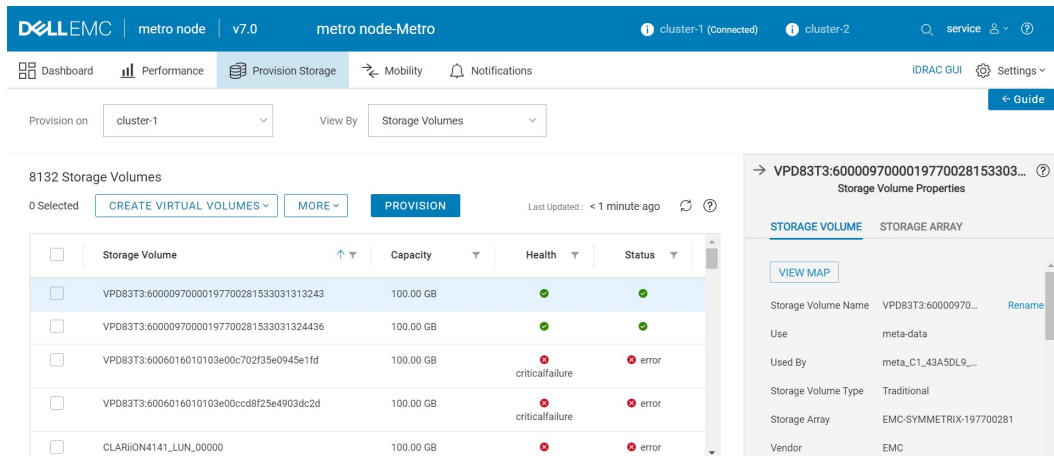 DELLEMC metro node v7.0 metro node-Metro cluster-1 (Connected) cluster-2 service
Dashboard Performance Provision Storage Mobility Notifications iDRAC GUI Settings
← Guide
Provision on cluster-1 View By Storage Volumes
8132 Storage Volumes
0 Selected CREATE VIRTUAL VOLUMES MORE PROVISION Last Updated : < 1 minute ago
Storage Volume Capacity Health Status
VPD83T3:60000970000197700281533031313243 100.00 GB
VPD83T3:60000970000197700281533031324436 100.00 GB
VPD83T3:6006016010103e00c702f35e0945e1fd 100.00 GB criticalfailure error
VPD83T3:6006016010103e00ccd8f25e4903dc2d 100.00 GB criticalfailure error
CLARiiON4141_LUN_00000 100.00 GB error
VPD83T3:6000097000019770028153303...
Storage Volume Properties
STORAGE VOLUME STORAGE ARRAY
VIEW MAP
Storage Volume Name VPD83T3:60000970... Rename
Use meta-data
Used By meta_C1_43A5DL9_...
Storage Volume Type Traditional
Storage Array EMC-SYMMETRIX-197700281
Vendor EMC